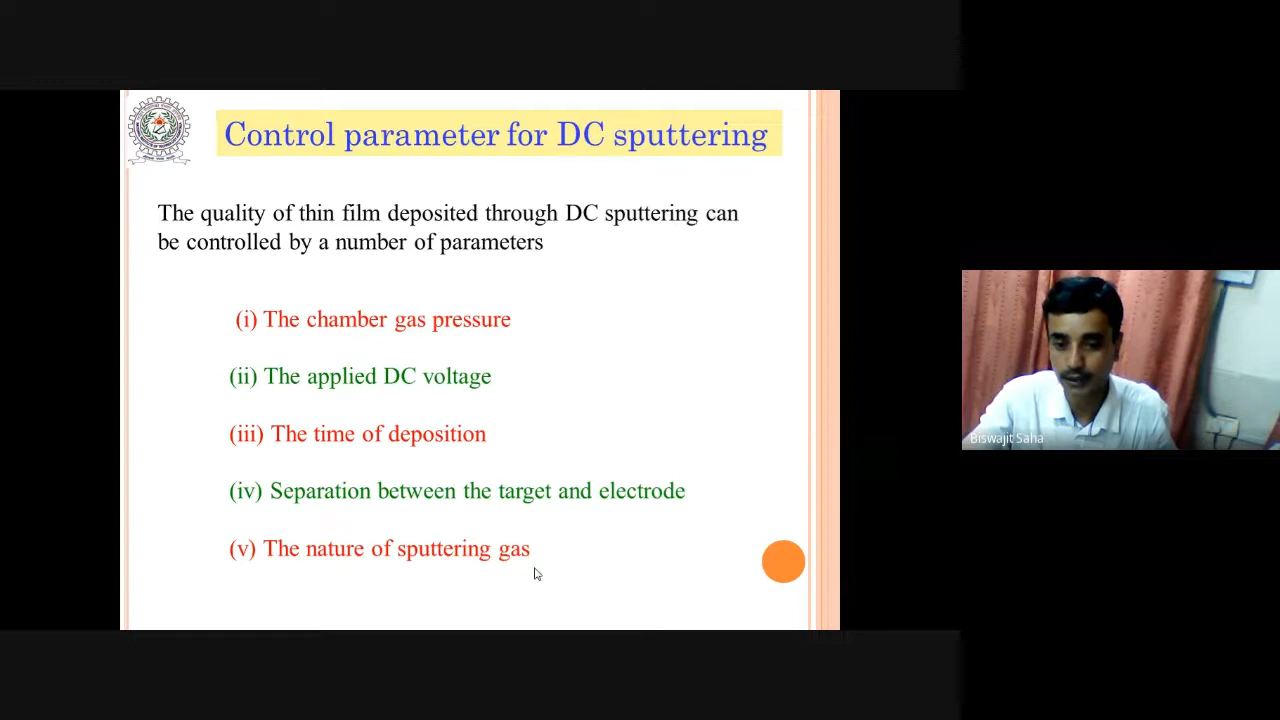 Control parameter for DC sputtering
The quality of thin film deposited through DC sputtering can
be controlled by a number of parameters
(i) The chamber gas pressure
(ii) The applied DC voltage
(iii) The time of deposition
(iv) Separation between the target and electrode
(v) The nature of sputtering gas
Biswajit Saha